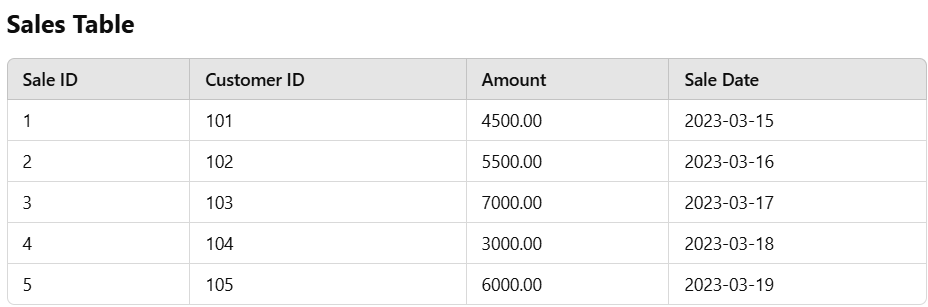 Sales Table
Sale ID Customer ID Amount Sale Date
1 101 4500.00 2023-03-15
2 102 5500.00 2023-03-16
3 103 7000.00 2023-03-17
4 104 3000.00 2023-03-18
5 105 6000.00 2023-03-19